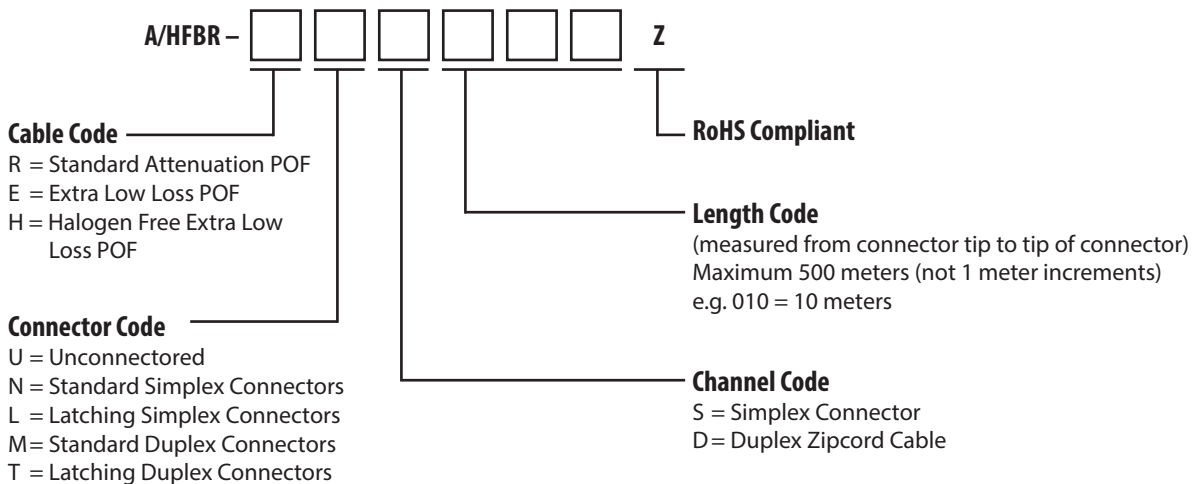 A/HFBR – Z
Cable Code
R = Standard Attenuation POF
E = Extra Low Loss POF
H = Halogen Free Extra Low
Loss POF
Connector Code
U = Unconnectored
N = Standard Simplex Connectors
L = Latching Simplex Connectors
M = Standard Duplex Connectors
T = Latching Duplex Connectors
RoHS Compliant
Length Code
(measured from connector tip to tip of connector)
Maximum 500 meters (not 1 meter increments)
e.g. 010 = 10 meters
Channel Code
S = Simplex Connector
D = Duplex Zipcord Cable